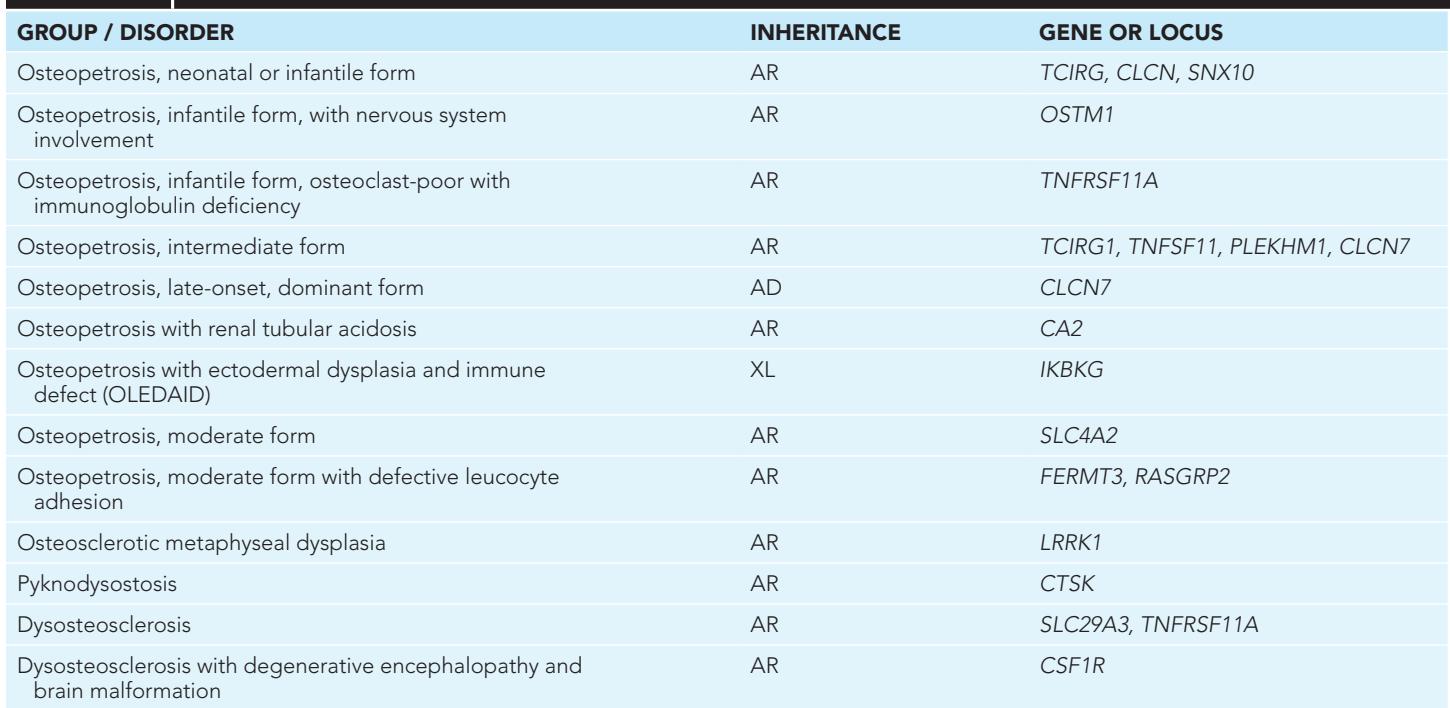 GROUP / DISORDER INHERITANCE GENE OR LOCUS
Osteopetrosis, neonatal or infantile form AR TCIRG, CLCN, SNX10
Osteopetrosis, infantile form, with nervous system AR OSTM1
involvement
Osteopetrosis, infantile form, osteoclast-poor with AR TNFRSF11A
immunoglobulin deficiency
Osteopetrosis, intermediate form AR TCIRG1, TNFSF11, PLEKHM1, CLCN7
Osteopetrosis, late-onset, dominant form AD CLCN7
Osteopetrosis with renal tubular acidosis AR CA2
Osteopetrosis with ectodermal dysplasia and immune XL IKBKG
defect (OLEDAID)
Osteopetrosis, moderate form AR SLC4A2
Osteopetrosis, moderate form with defective leucocyte AR FERMT3, RASGRP2
adhesion
Osteosclerotic metaphyseal dysplasia AR LRRK1
Pyknodysostosis AR CTSK
Dysosteosclerosis AR SLC29A3, TNFRSF11A
Dysosteosclerosis with degenerative encephalopathy and AR CSF1R
brain malformation